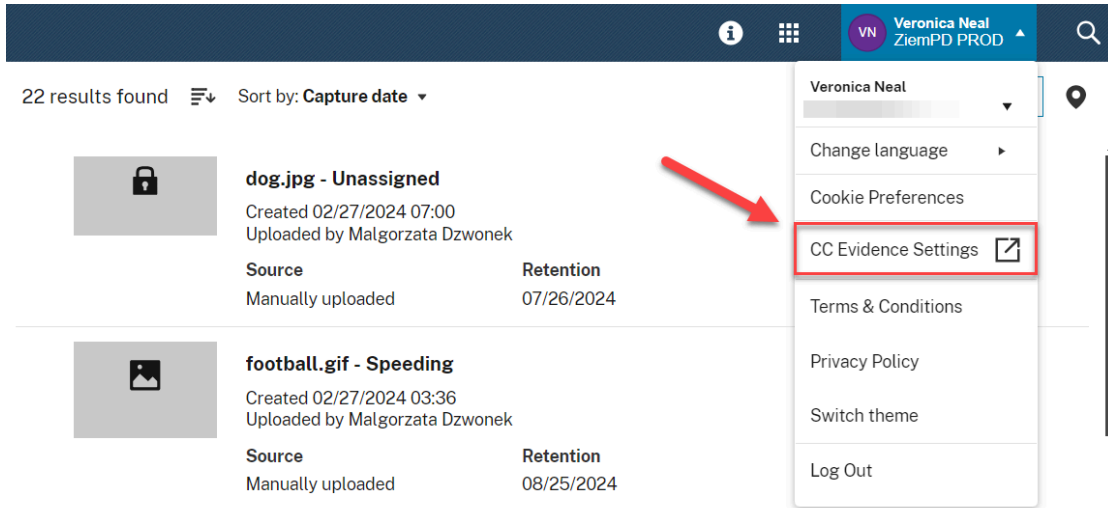 VN
Veronica Neal
ZiemPD PROD
22 results found
Sort by: Capture date
dog.jpg - Unassigned
Created 02/27/2024 07:00
Uploaded by Malgorzata Dzwonek
Source
Retention
Manually uploaded
07/26/2024
football.gif - Speeding
Created 02/27/2024 03:36
Uploaded by Malgorzata Dzwonek
Source
Retention
Manually uploaded
08/25/2024
Veronica Neal
Change language
Cookie Preferences
CC Evidence Settings
Terms & Conditions
Privacy Policy
Switch theme
Log Out